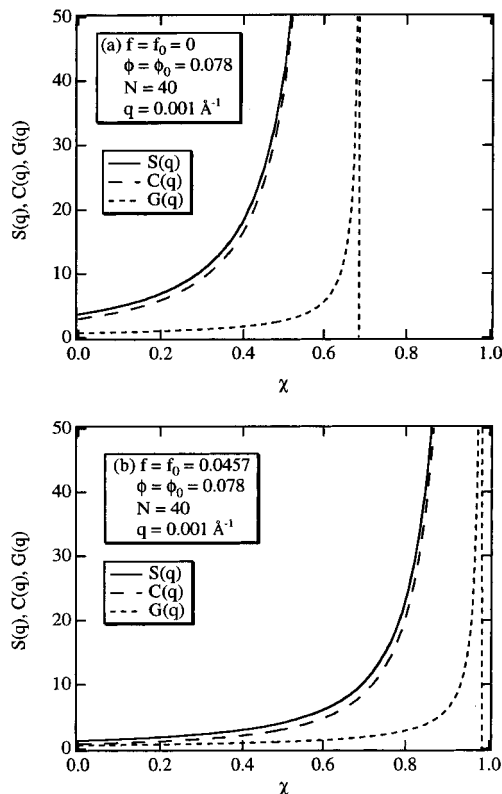 (a) f = f₀ = 0
ϕ = ϕ₀ = 0.078
N = 40
q = 0.001 Å⁻¹
S(q)
C(q)
G(q)
S(q), C(q), G(q)
50
40
30
20
10
0
0.0 0.2 0.4 0.6 0.8 1.0
χ
(b) f = f₀ = 0.0457
ϕ = ϕ₀ = 0.078
N = 40
q = 0.001 Å⁻¹
S(q)
C(q)
G(q)
S(q), C(q), G(q)
50
40
30
20
10
0
0.0 0.2 0.4 0.6 0.8 1.0
χ